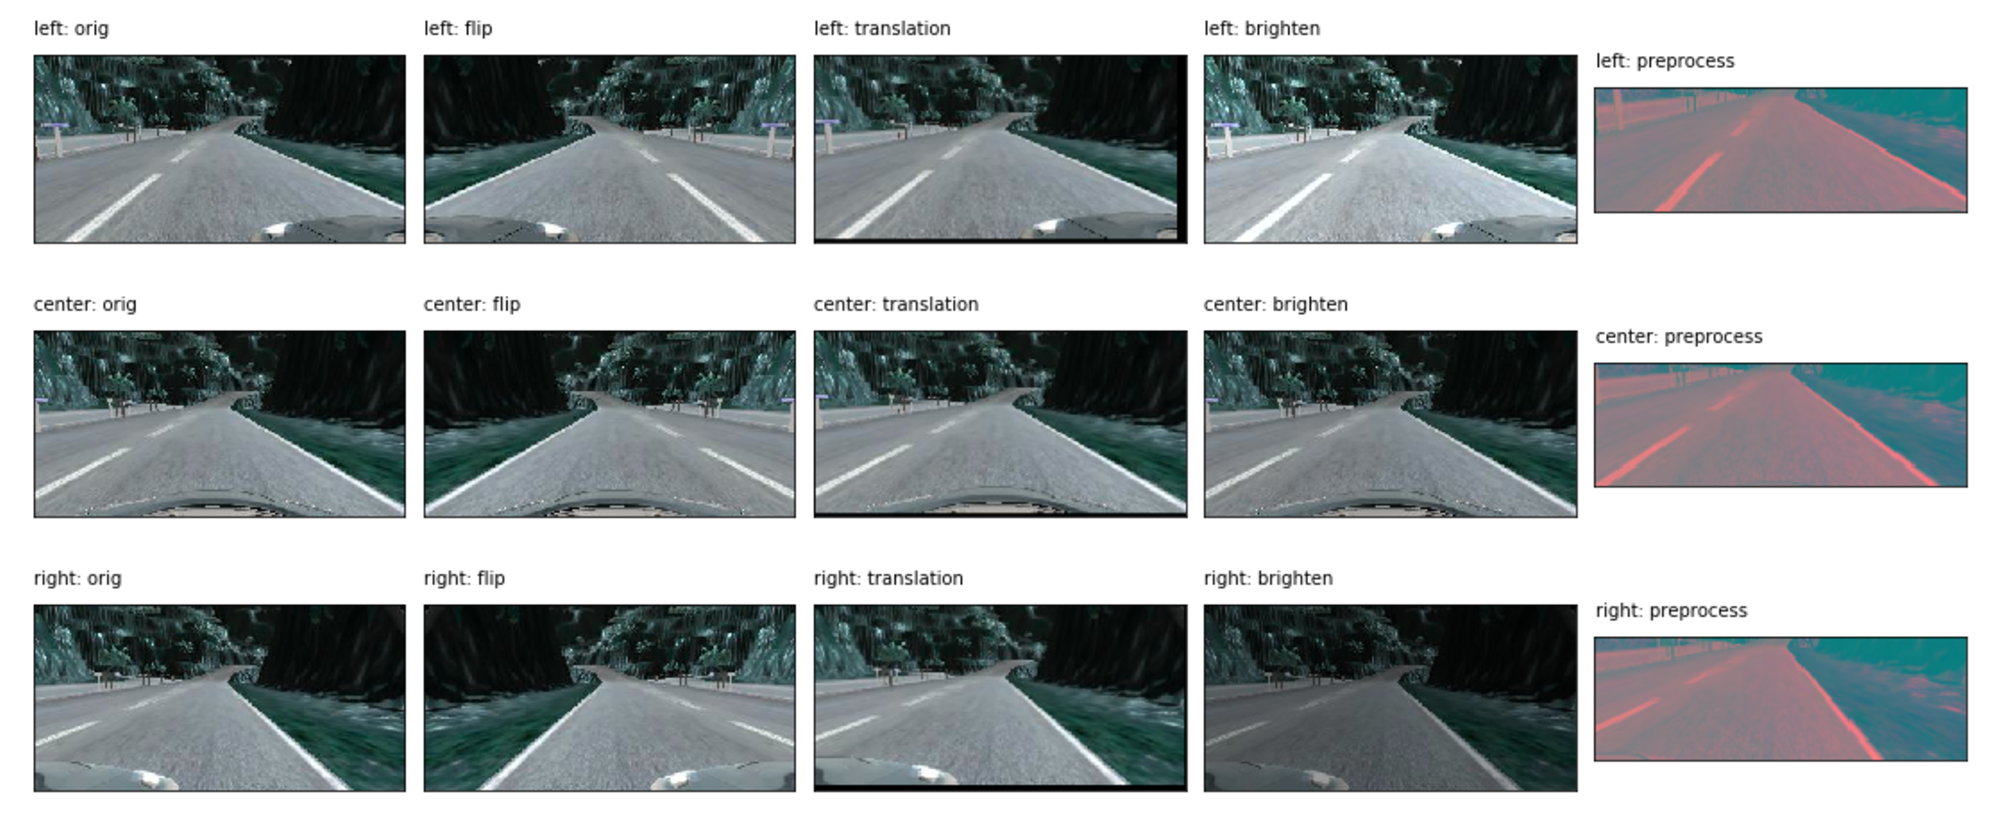 left: orig
left: flip
left: translation
left: brighten
left: preprocess
center: orig
center: flip
center: translation
center: brighten
center: preprocess
right: orig
right: flip
right: translation
right: brighten
right: preprocess